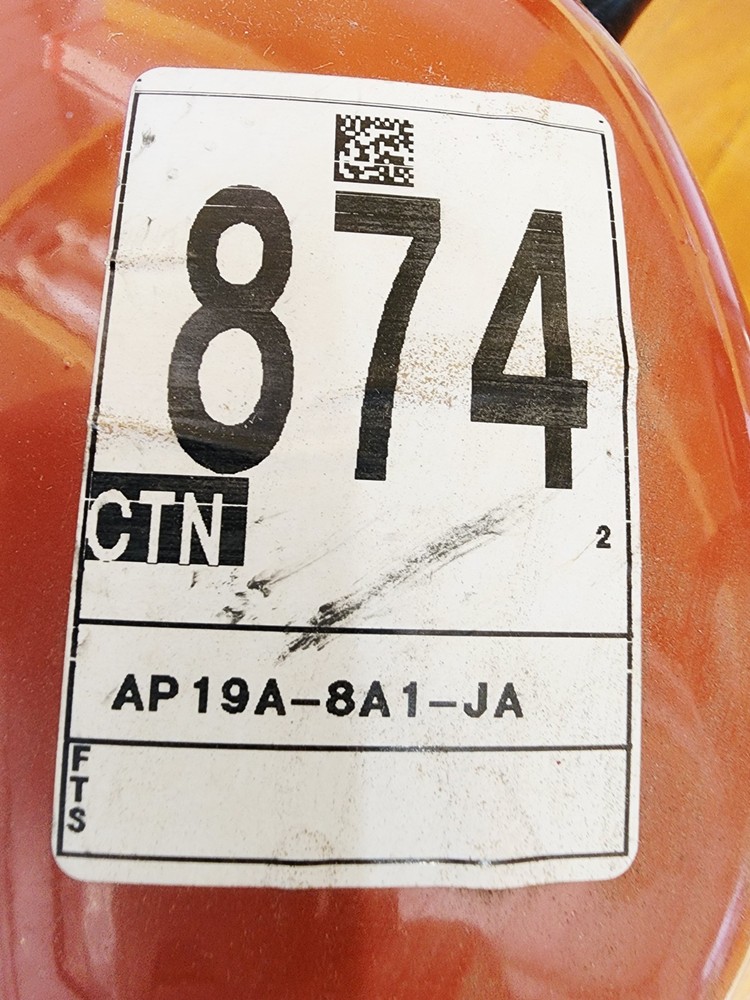 874
CTN
2
AP19A-8A1-JA
FTS